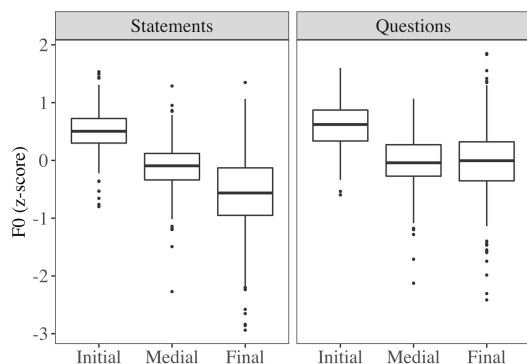 Statements Questions
F0 (z-score)
2
1
0
-1
-2
-3
Initial Medial Final Initial Medial Final